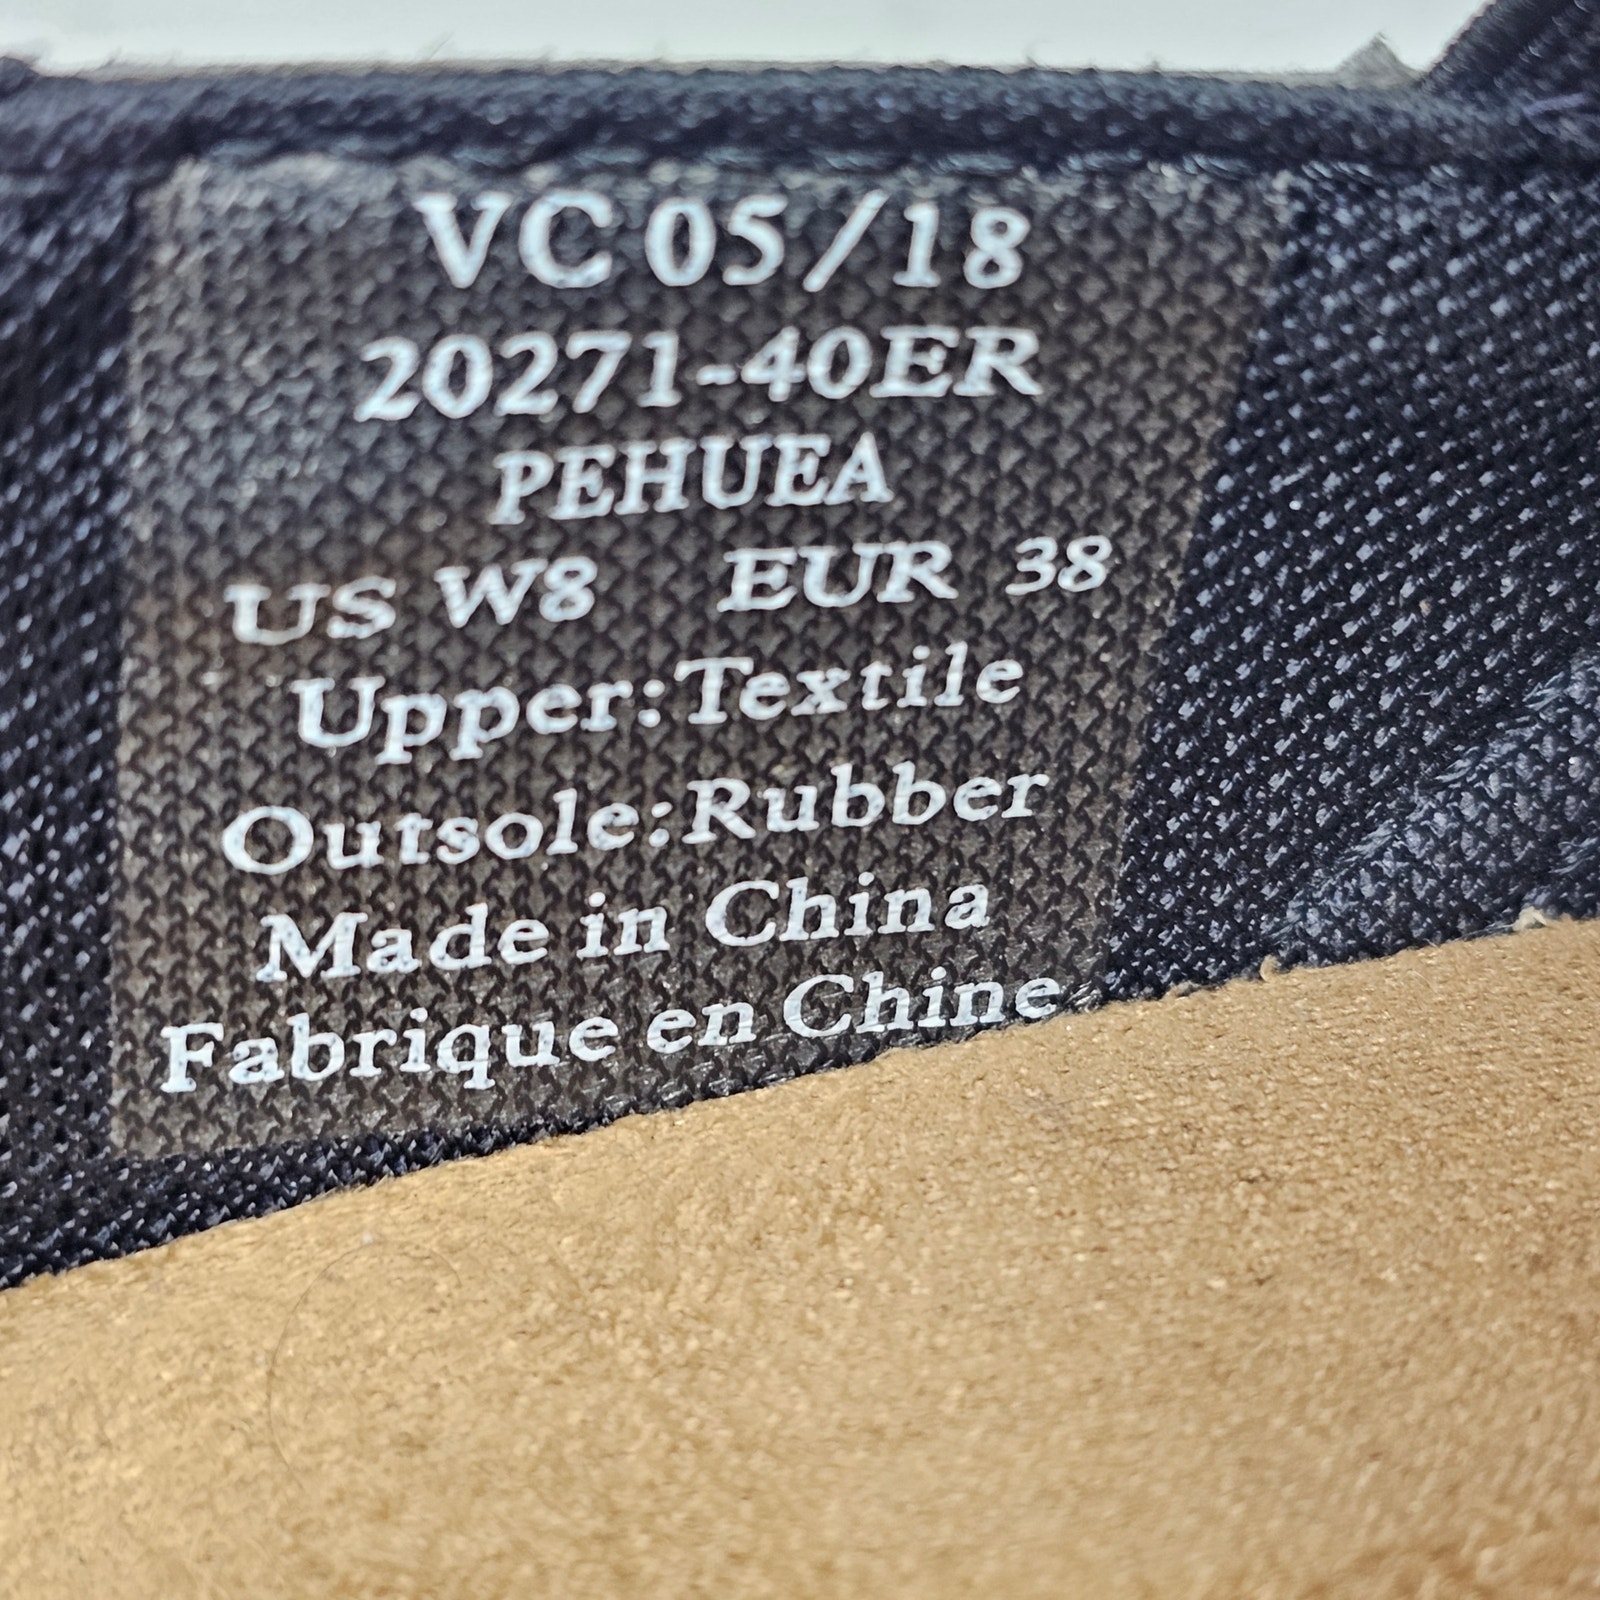 VC 05/18
20271-40ER
PEHUEA
US W8 EUR 38
Upper:Textile
Outsole:Rubber
Made in China
Fabrique en Chine